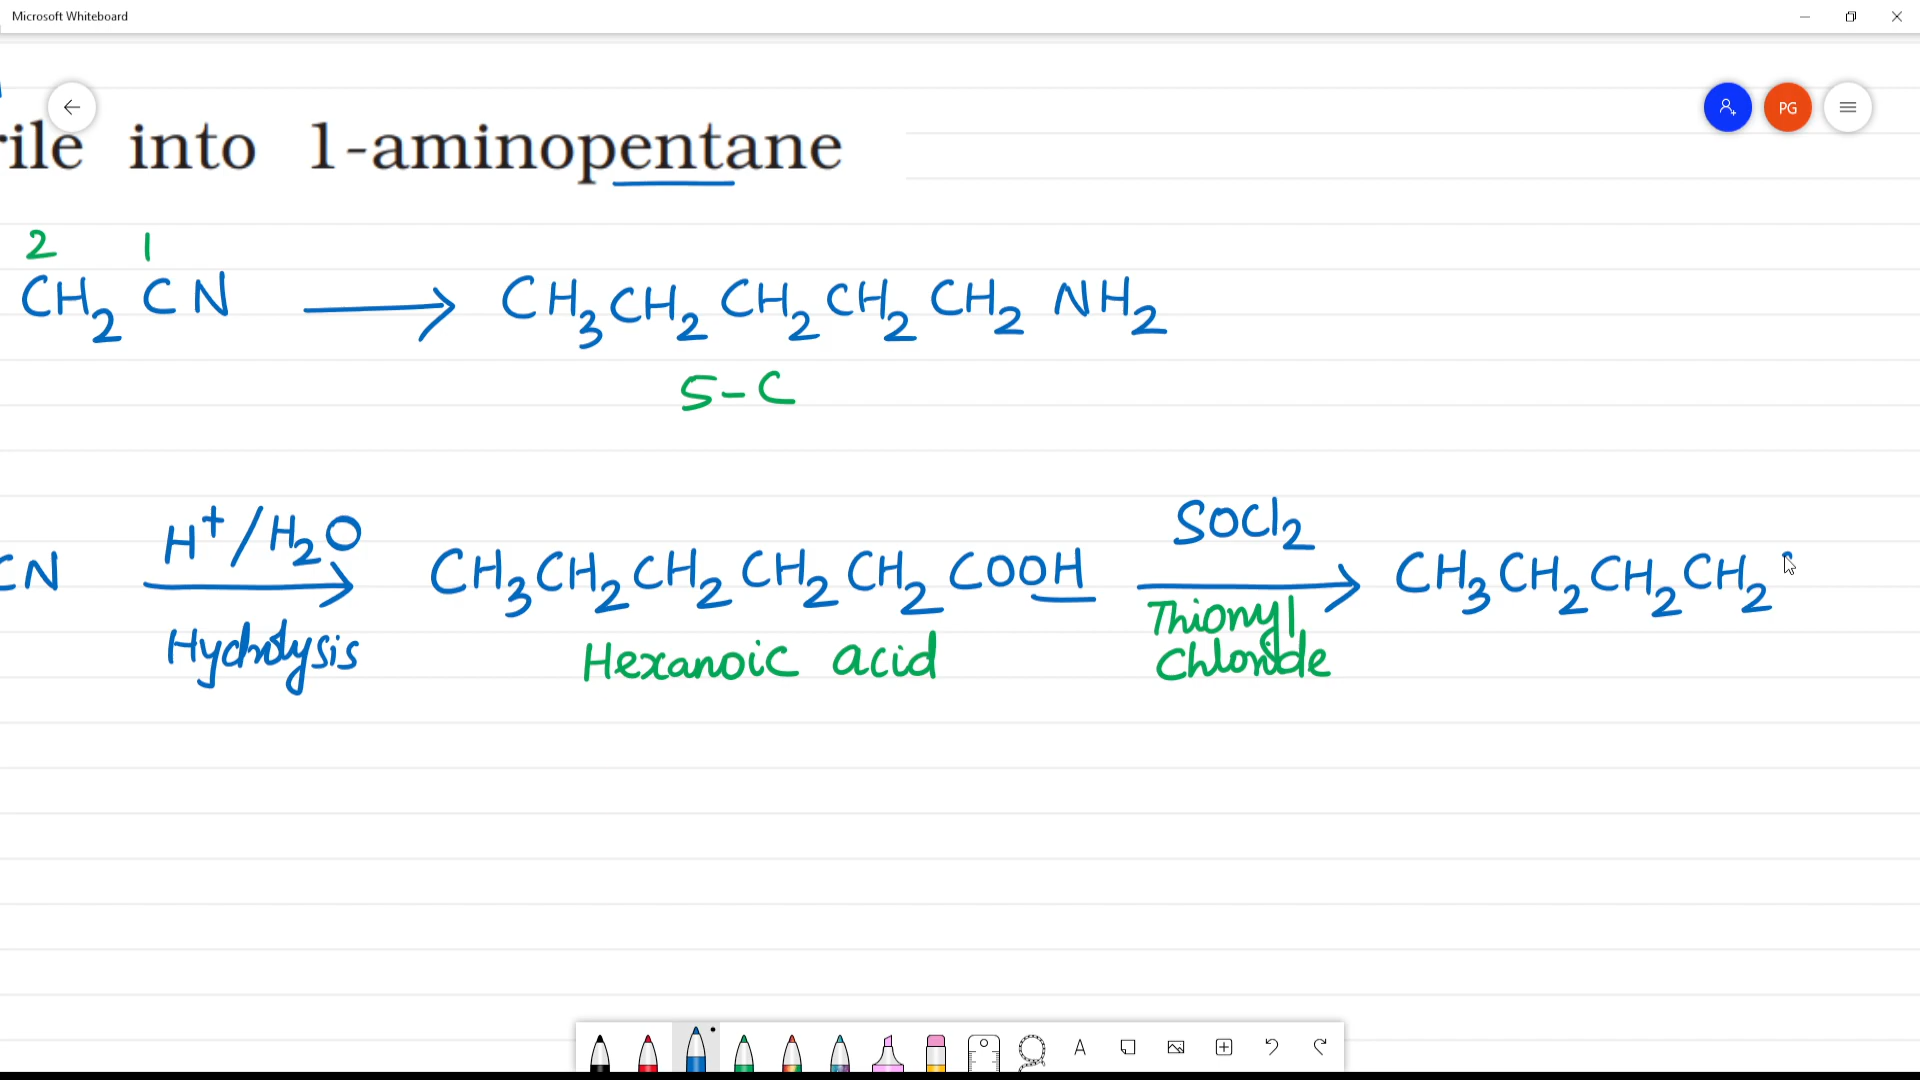 Microsoft Whiteboard
PG
rile into 1-aminopentane
2 1
CH2 CN → CH3CH2CH2CH2CH2 NH2
5-C
H+/H2O
SOCl2
CN → CH3CH2CH2CH2CH2COOH → CH3CH2CH2CH2
Hydrolysis
Hexanoic acid
Thionyl
Chloride
A